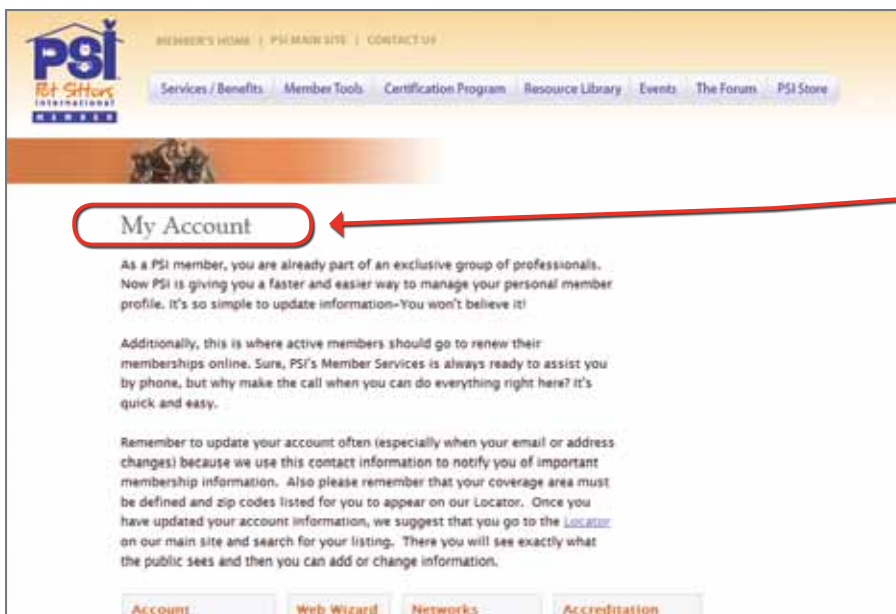 PSI
Pet Sitters
International
MEMBER
MEMBER'S HOME | PSI MAIN SITE | CONTACT US
Services / Benefits Member Tools Certification Program Resource Library Events The Forum PSI Store
My Account
As a PSI member, you are already part of an exclusive group of professionals.
Now PSI is giving you a faster and easier way to manage your personal member
profile. It's so simple to update information-You won't believe it!
Additionally, this is where active members should go to renew their
memberships online. Sure, PSI's Member Services is always ready to assist you
by phone, but why make the call when you can do everything right here? It's
quick and easy.
Remember to update your account often (especially when your email or address
changes) because we use this contact information to notify you of important
membership information. Also please remember that your coverage area must
be defined and zip codes listed for you to appear on our Locator. Once you
have updated your account information, we suggest that you go to the Locator
on our main site and search for your listing. There you will see exactly what
the public sees and then you can add or change information.
Account Web Wizard Networks Accreditation